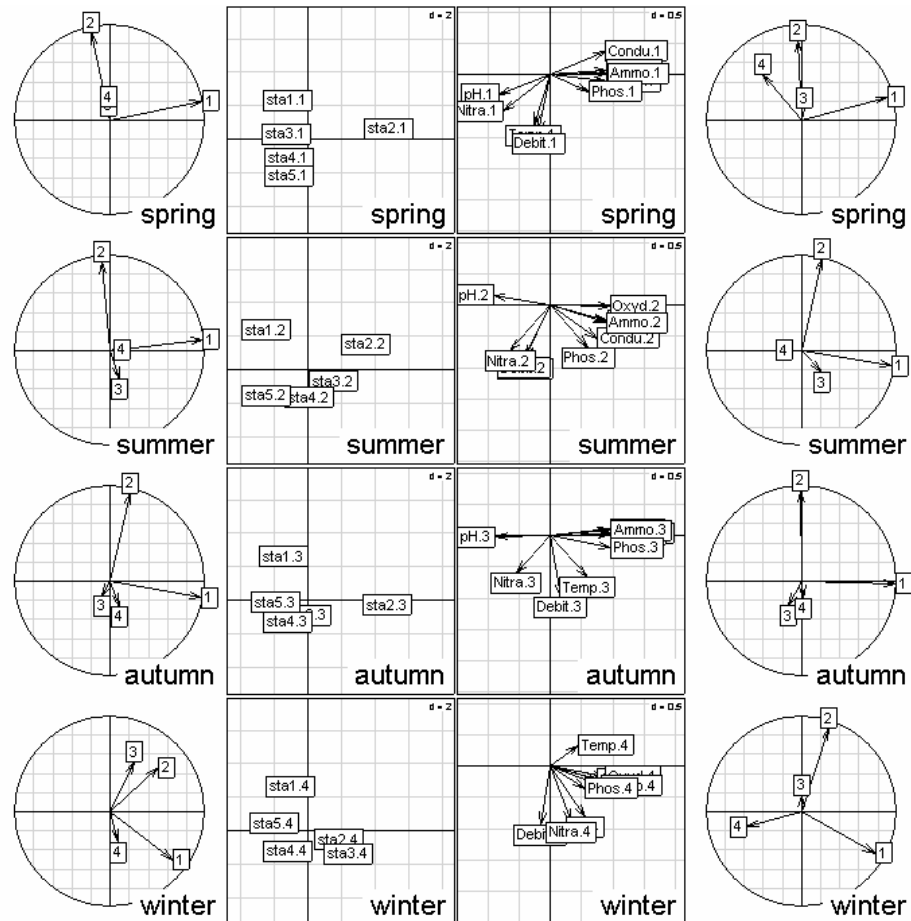 2
4
1
spring
d = 2
sta1.1
sta3.1
sta2.1
sta4.1
sta5.1
spring
d = 0.5
Condu.1
Ammo.1
pH.1
Phos.1
Nitra.1
Debit.1
spring
2
4
3
1
spring
2
4
1
3
summer
d = 2
sta1.2
sta2.2
sta3.2
sta5.2
sta4.2
summer
d = 0.5
pH.2
Oxyd.2
Ammo.2
Condu.2
Nitra.2
Phos.2
summer
2
4
1
3
summer
2
3
1
4
autumn
d = 2
sta1.3
sta5.3
sta2.3
sta4.3
autumn
d = 0.5
Ammo.3
pH.3
Phos.3
Nitra.3
Temp.3
Debit.3
autumn
2
1
3
4
autumn
3
2
4
1
winter
d = 2
sta1.4
sta5.4
sta2.4
sta4.4
sta3.4
winter
d = 0.5
Temp.4
Phos.4
Nitra.4
winter
2
3
4
1
winter